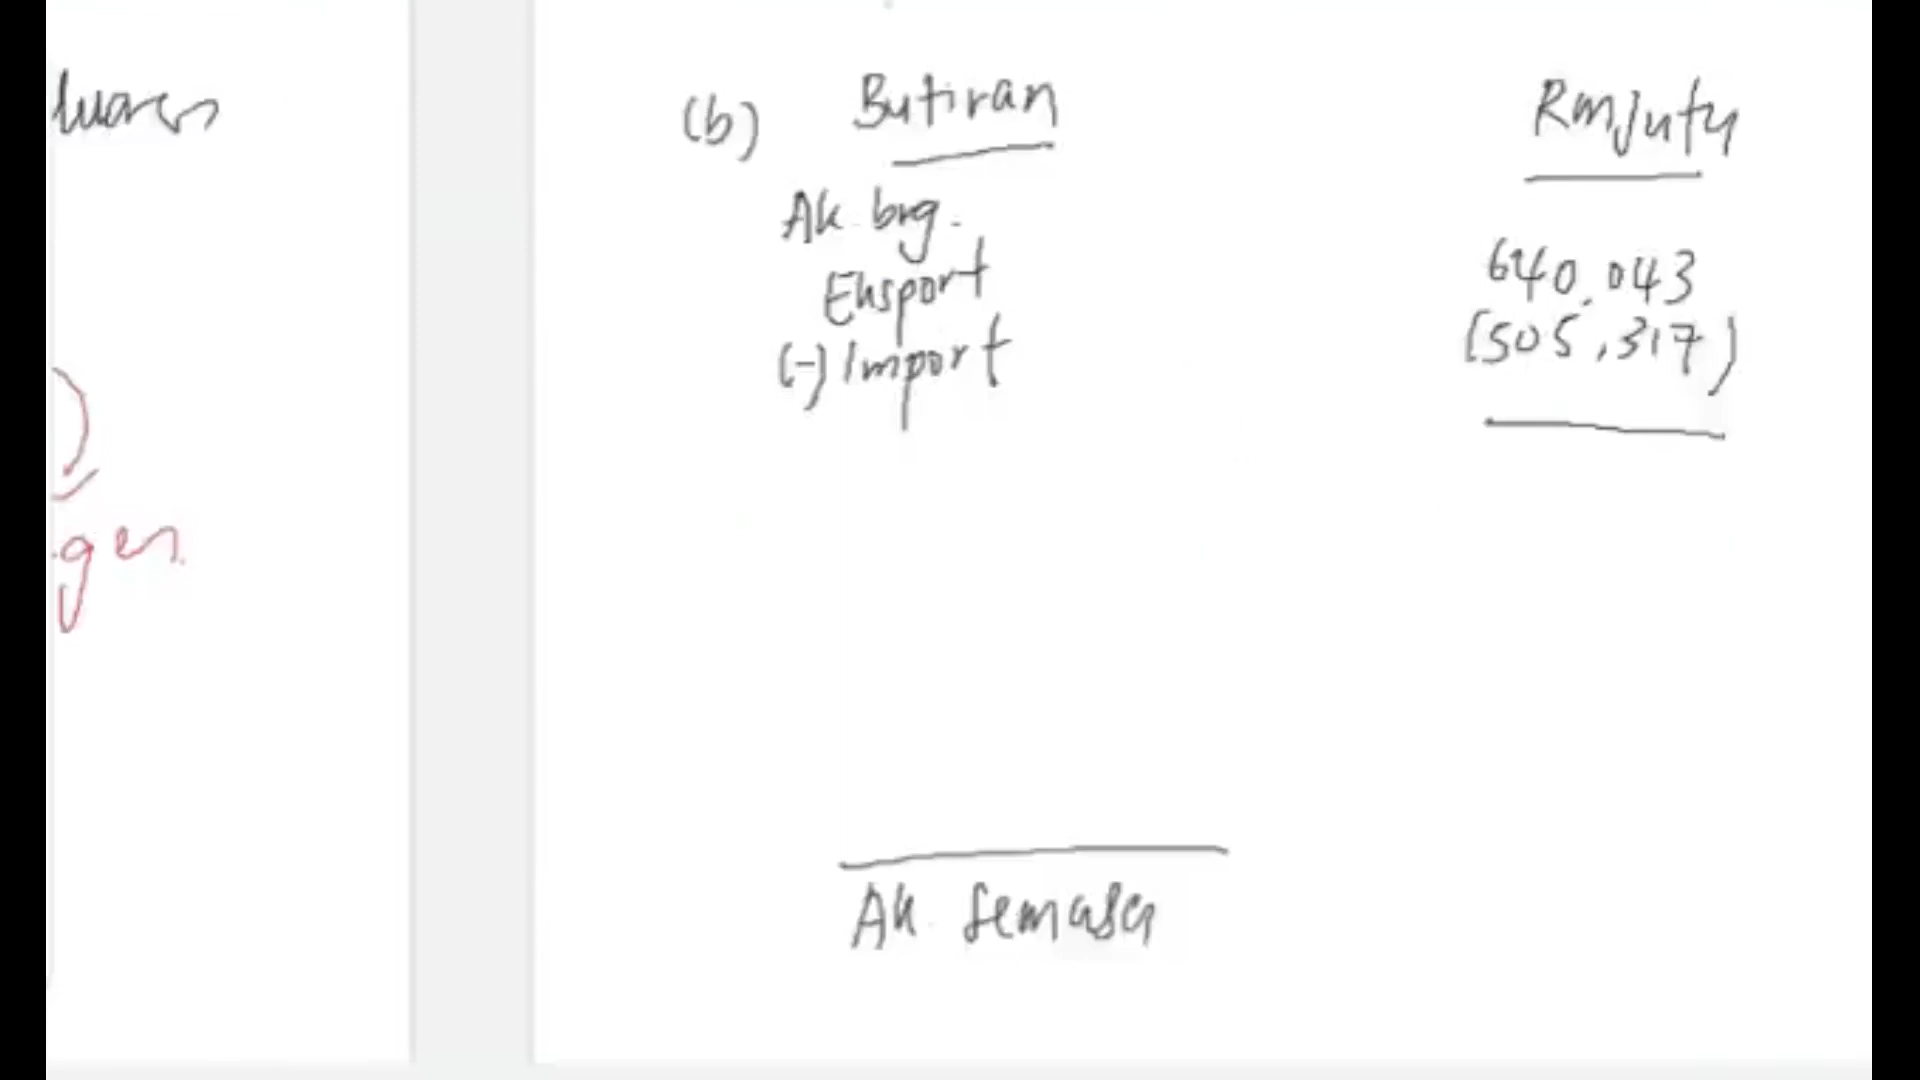 (b) Butiran RMJuta
Ak. brg.
Eksport 640,043
(-) Import (505,317)
Ak. Semasa